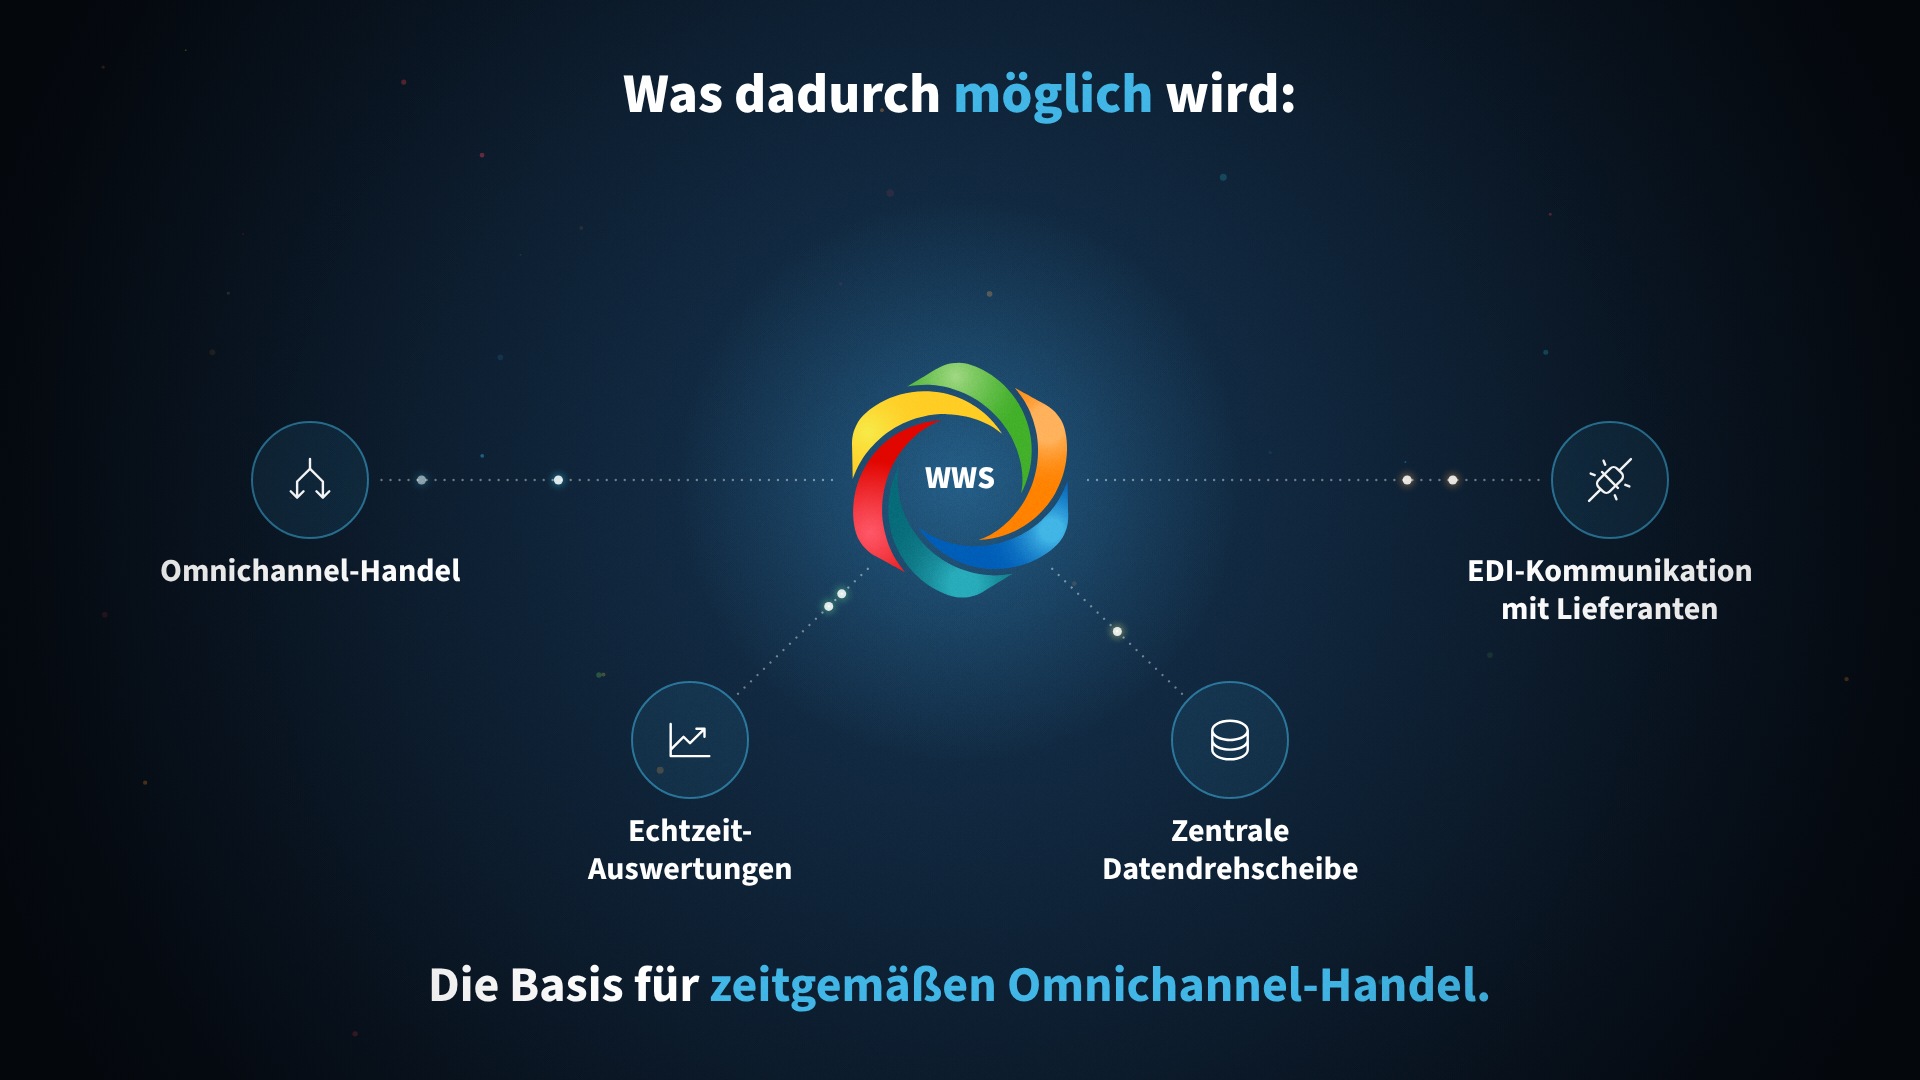 Was dadurch möglich wird:
WWS
Omnichannel-Handel
EDI-Kommunikation
mit Lieferanten
Echtzeit-
Auswertungen
Zentrale
Datendrehscheibe
Die Basis für zeitgemäßen Omnichannel-Handel.